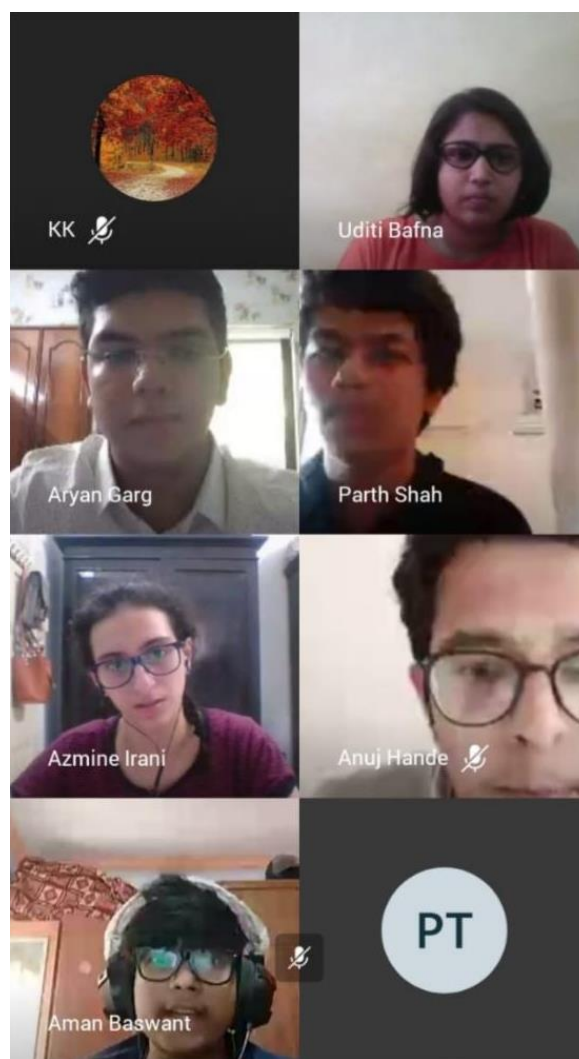 KK
Uditi Bafna
Aryan Garg
Parth Shah
Azmine Irani
Anuj Hande
Aman Baswant
PT